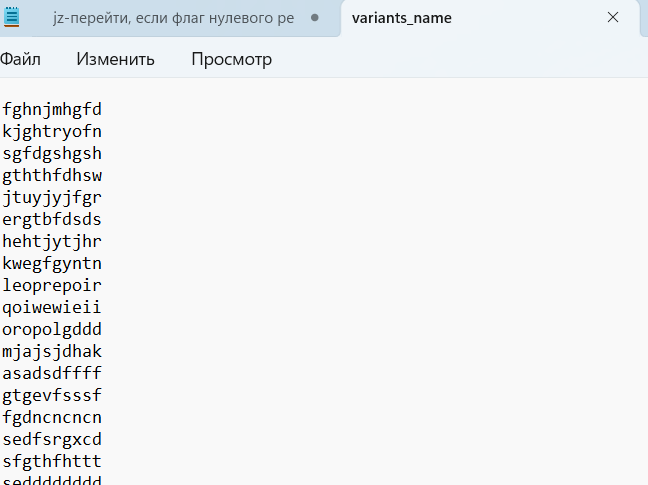 jz-перейти, если флаг нулевого ре
variants_name
Файл Изменить Просмотр
fghnjmhgfd
kjghtryofn
sgfdgshgsh
gththfdhsw
jtuyjyjfgr
ergtbfdsds
hehtjytjhr
kwegfgyntn
leoprepoir
qoiwewieii
oropolgddd
mjajsjdhak
asadsdffff
gtgevfsssf
fgdncncncn
sedfsrgxcd
sfgthfhttt
seddddddd